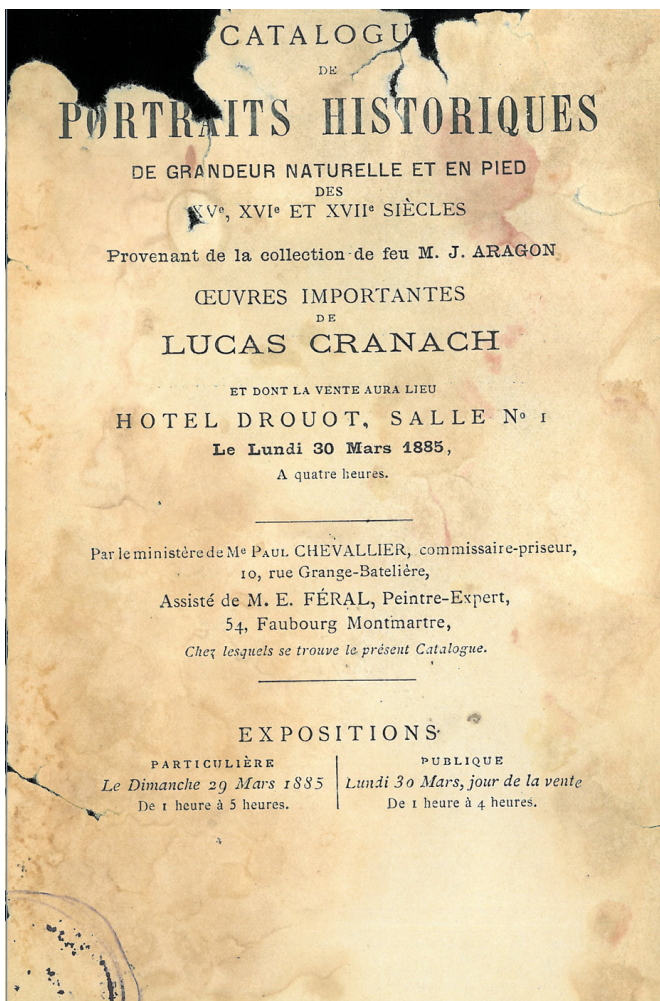 CATALOGU
DE
PORTRAITS HISTORIQUES
DE GRANDEUR NATURELLE ET EN PIED
DES
XVe, XVIe ET XVIIe SIÈCLES
Provenant de la collection de feu M. J. ARAGON
ŒUVRES IMPORTANTES
DE
LUCAS CRANACH
ET DONT LA VENTE AURA LIEU
HOTEL DROUOT, SALLE No 1
Le Lundi 30 Mars 1885,
A quatre heures.
Par le ministère de Me PAUL CHEVALLIER, commissaire-priseur,
10, rue Grange-Batelière,
Assisté de M. E. FÉRAL, Peintre-Expert,
54, Faubourg Montmartre,
Chez lesquels se trouve le présent Catalogue.
EXPOSITIONS
PARTICULIÈRE
Le Dimanche 29 Mars 1885
De 1 heure à 5 heures.
PUBLIQUE
Lundi 30 Mars, jour de la vente
De 1 heure à 4 heures.